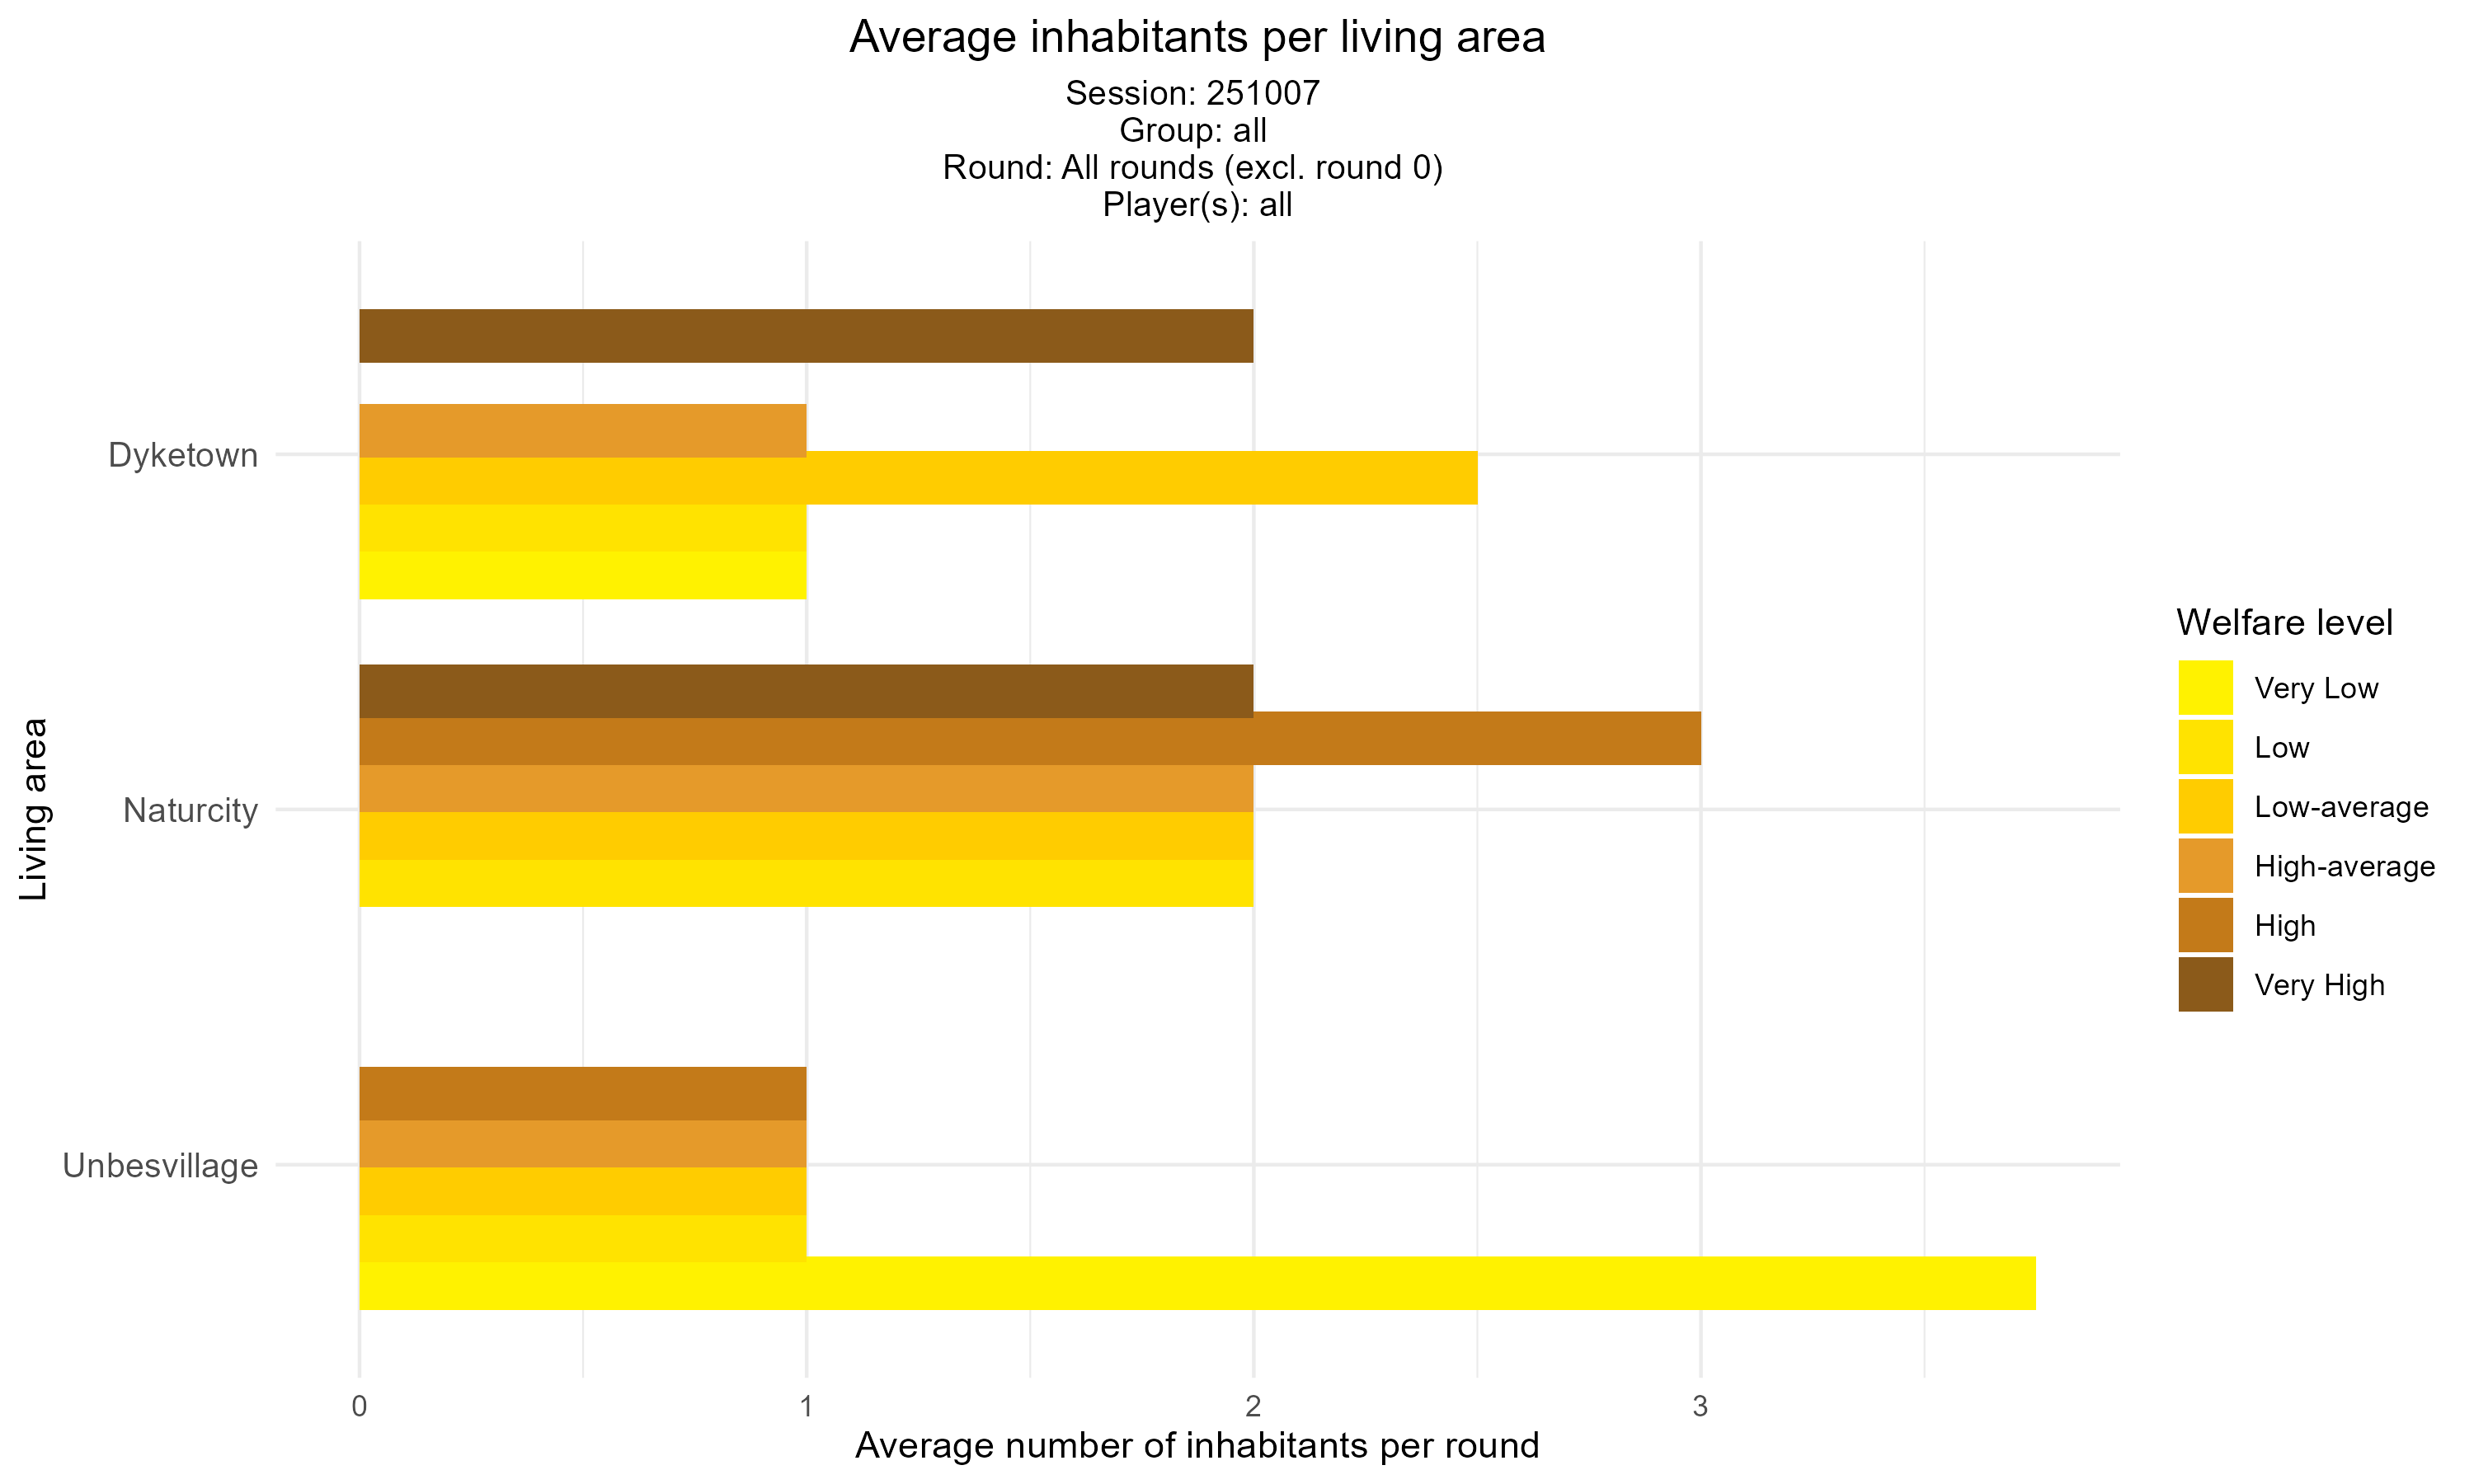 Average inhabitants per living area
Session: 251007
Group: all
Round: All rounds (excl. round 0)
Player(s): all
Living area
Dyketown
Naturcity
Unbesvillage
0 1 2 3
Average number of inhabitants per round
Welfare level
Very Low
Low
Low-average
High-average
High
Very High